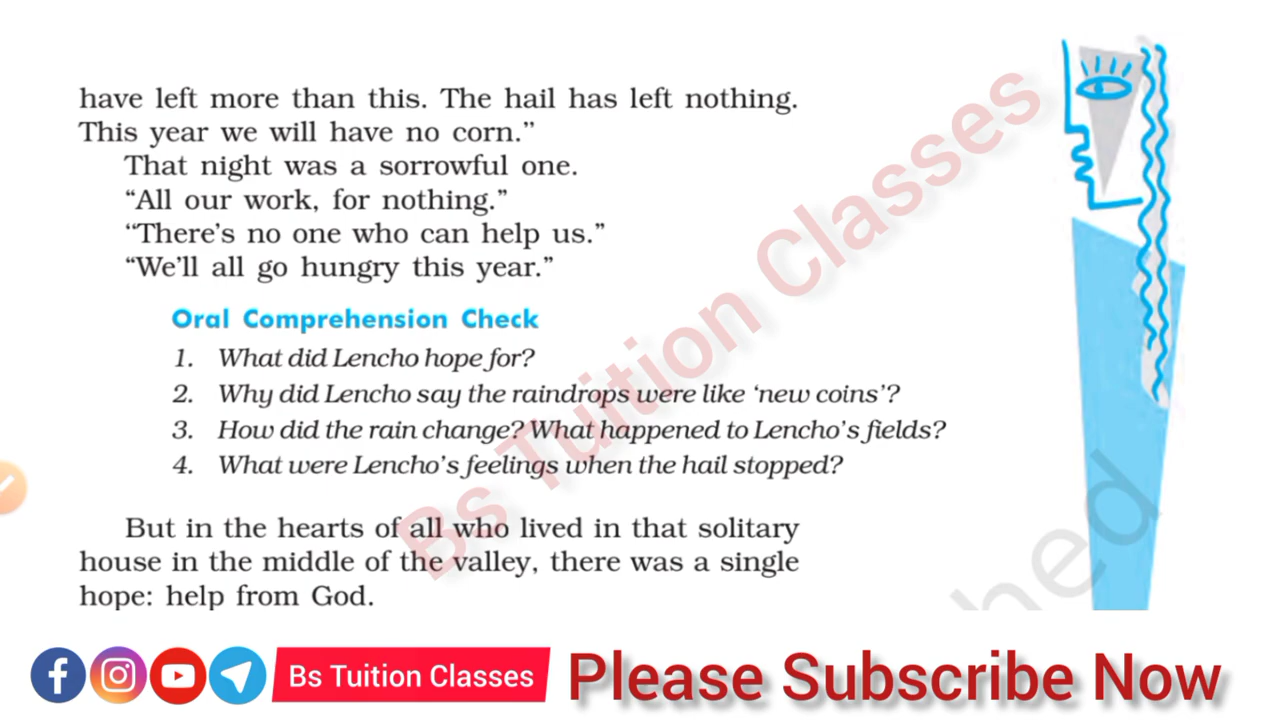 have left more than this. The hail has left nothing.
This year we will have no corn.”
That night was a sorrowful one.
“All our work, for nothing.”
“There’s no one who can help us.”
“We’ll all go hungry this year.”
Oral Comprehension Check
1. What did Lencho hope for?
2. Why did Lencho say the raindrops were like ‘new coins’?
3. How did the rain change? What happened to Lencho’s fields?
4. What were Lencho’s feelings when the hail stopped?
But in the hearts of all who lived in that solitary
house in the middle of the valley, there was a single
hope: help from God.
Bs Tuition Classes
Bs Tuition Classes
Please Subscribe Now